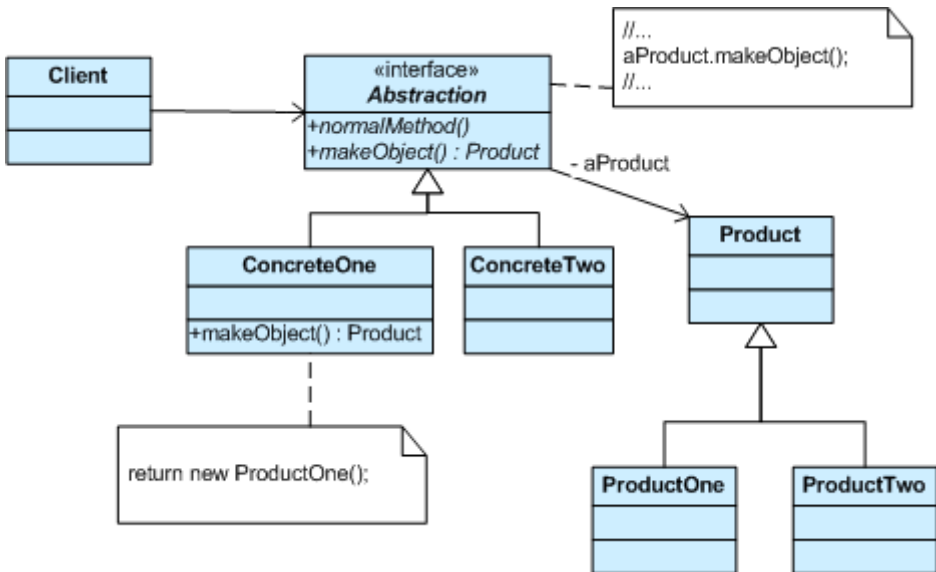 //...
aProduct.makeObject();
//...
Client
«interface»
Abstraction
+normalMethod()
+makeObject() : Product
- aProduct
Product
ConcreteOne
+makeObject() : Product
ConcreteTwo
return new ProductOne();
ProductOne
ProductTwo